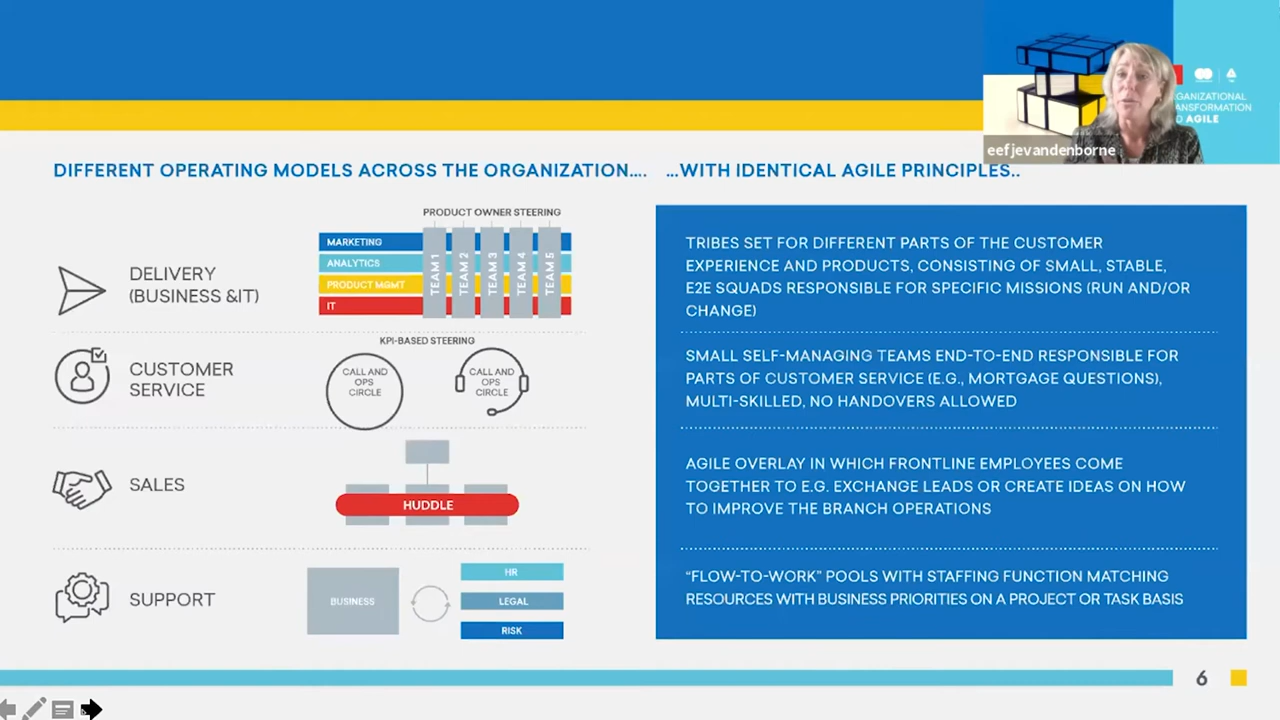 GANIZATIONAL
ANSFORMATION
D AGILE
eefjevandenborne
DIFFERENT OPERATING MODELS ACROSS THE ORGANIZATION....
...WITH IDENTICAL AGILE PRINCIPLES..
DELIVERY
(BUSINESS &IT)
PRODUCT OWNER STEERING
MARKETING
ANALYTICS
PRODUCT MGMT
IT
TEAM 1
TEAM 2
TEAM 3
TEAM 4
TEAM 5
TRIBES SET FOR DIFFERENT PARTS OF THE CUSTOMER
EXPERIENCE AND PRODUCTS, CONSISTING OF SMALL, STABLE,
E2E SQUADS RESPONSIBLE FOR SPECIFIC MISSIONS (RUN AND/OR
CHANGE)
CUSTOMER
SERVICE
KPI-BASED STEERING
CALL AND
OPS
CIRCLE
CALL AND
OPS
CIRCLE
SMALL SELF-MANAGING TEAMS END-TO-END RESPONSIBLE FOR
PARTS OF CUSTOMER SERVICE (E.G., MORTGAGE QUESTIONS),
MULTI-SKILLED, NO HANDOVERS ALLOWED
SALES
HUDDLE
AGILE OVERLAY IN WHICH FRONTLINE EMPLOYEES COME
TOGETHER TO E.G. EXCHANGE LEADS OR CREATE IDEAS ON HOW
TO IMPROVE THE BRANCH OPERATIONS
SUPPORT
BUSINESS
HR
LEGAL
RISK
“FLOW-TO-WORK” POOLS WITH STAFFING FUNCTION MATCHING
RESOURCES WITH BUSINESS PRIORITIES ON A PROJECT OR TASK BASIS
6